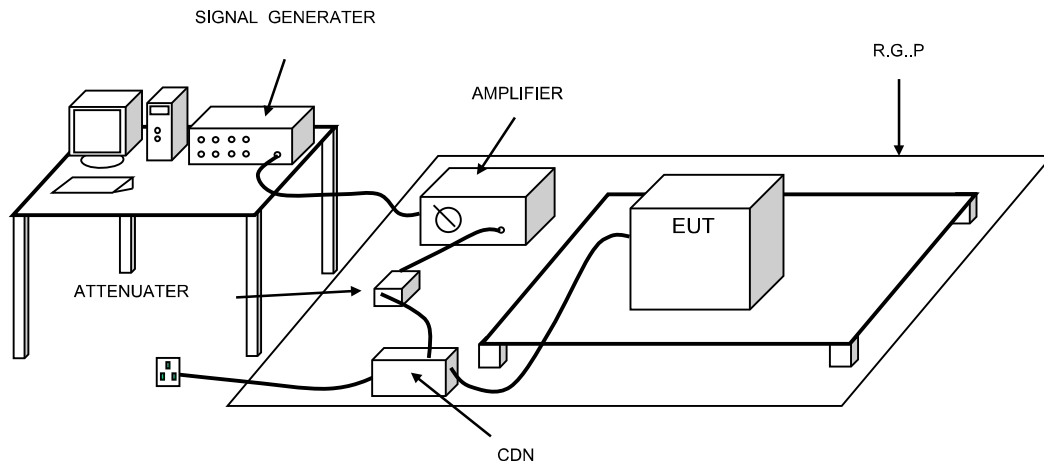 SIGNAL GENERATER
R.G..P
AMPLIFIER
EUT
ATTENUATER
CDN